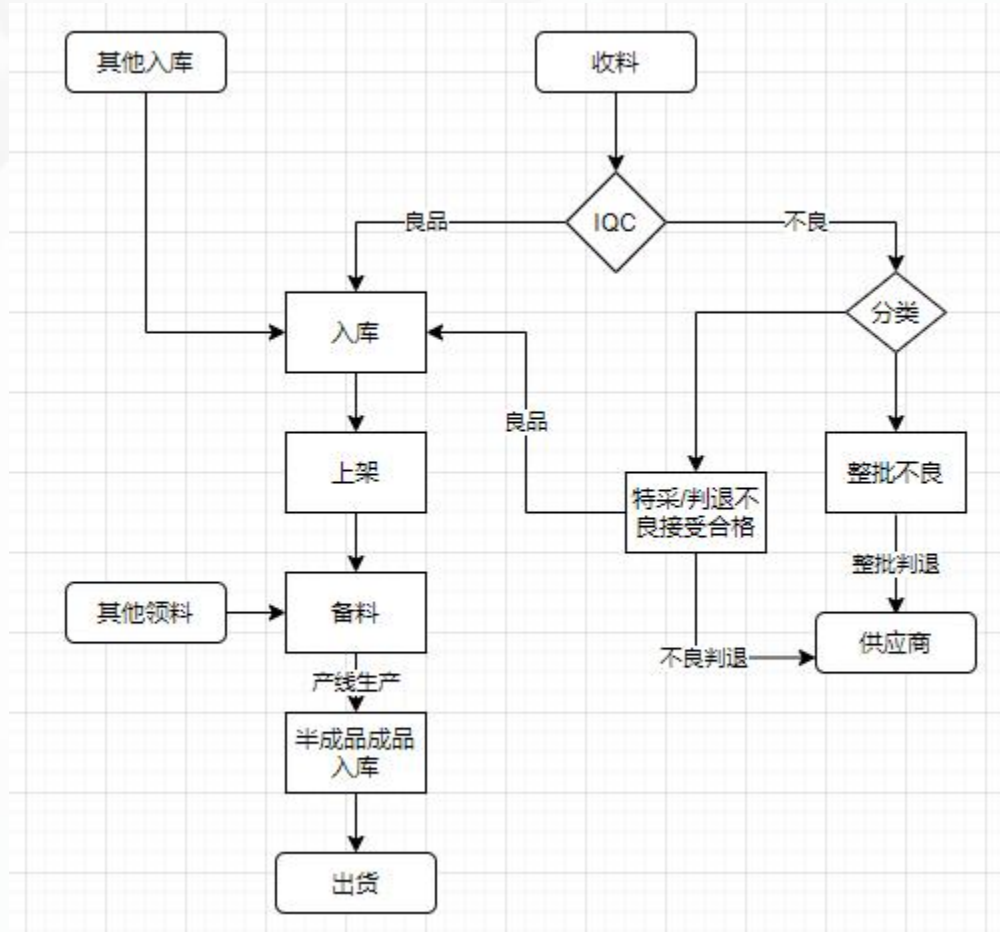 其他入库
收料
IQC
良品
不良
分类
入库
良品
上架
整批不良
特采/判退不
良接受合格
整批判退
其他领料
备料
供应商
不良判退
产线生产
半成品成品
入库
出货